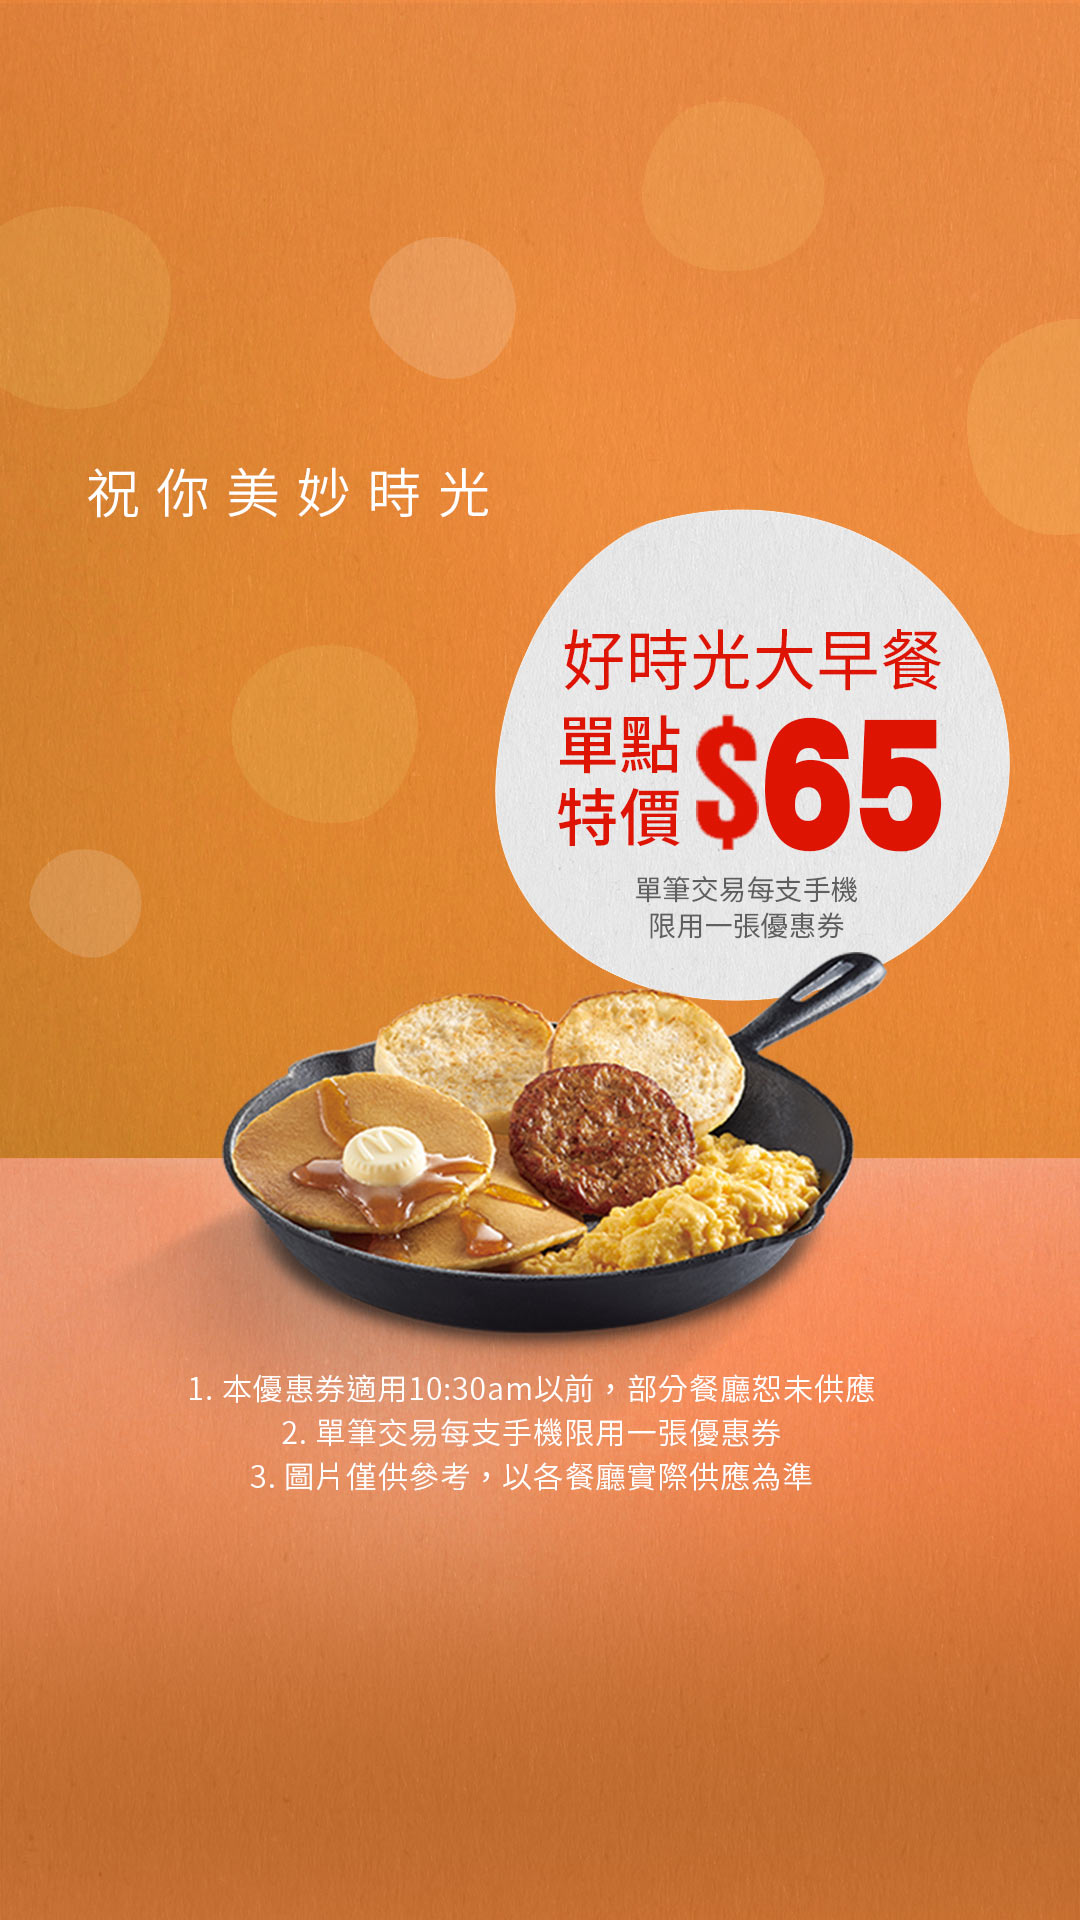 祝你美妙時光
好時光大早餐
單點
特價
$65
單筆交易每支手機
限用一張優惠券
1. 本優惠券適用10:30am以前，部分餐廳恕未供應
2. 單筆交易每支手機限用一張優惠券
3. 圖片僅供參考，以各餐廳實際供應為準